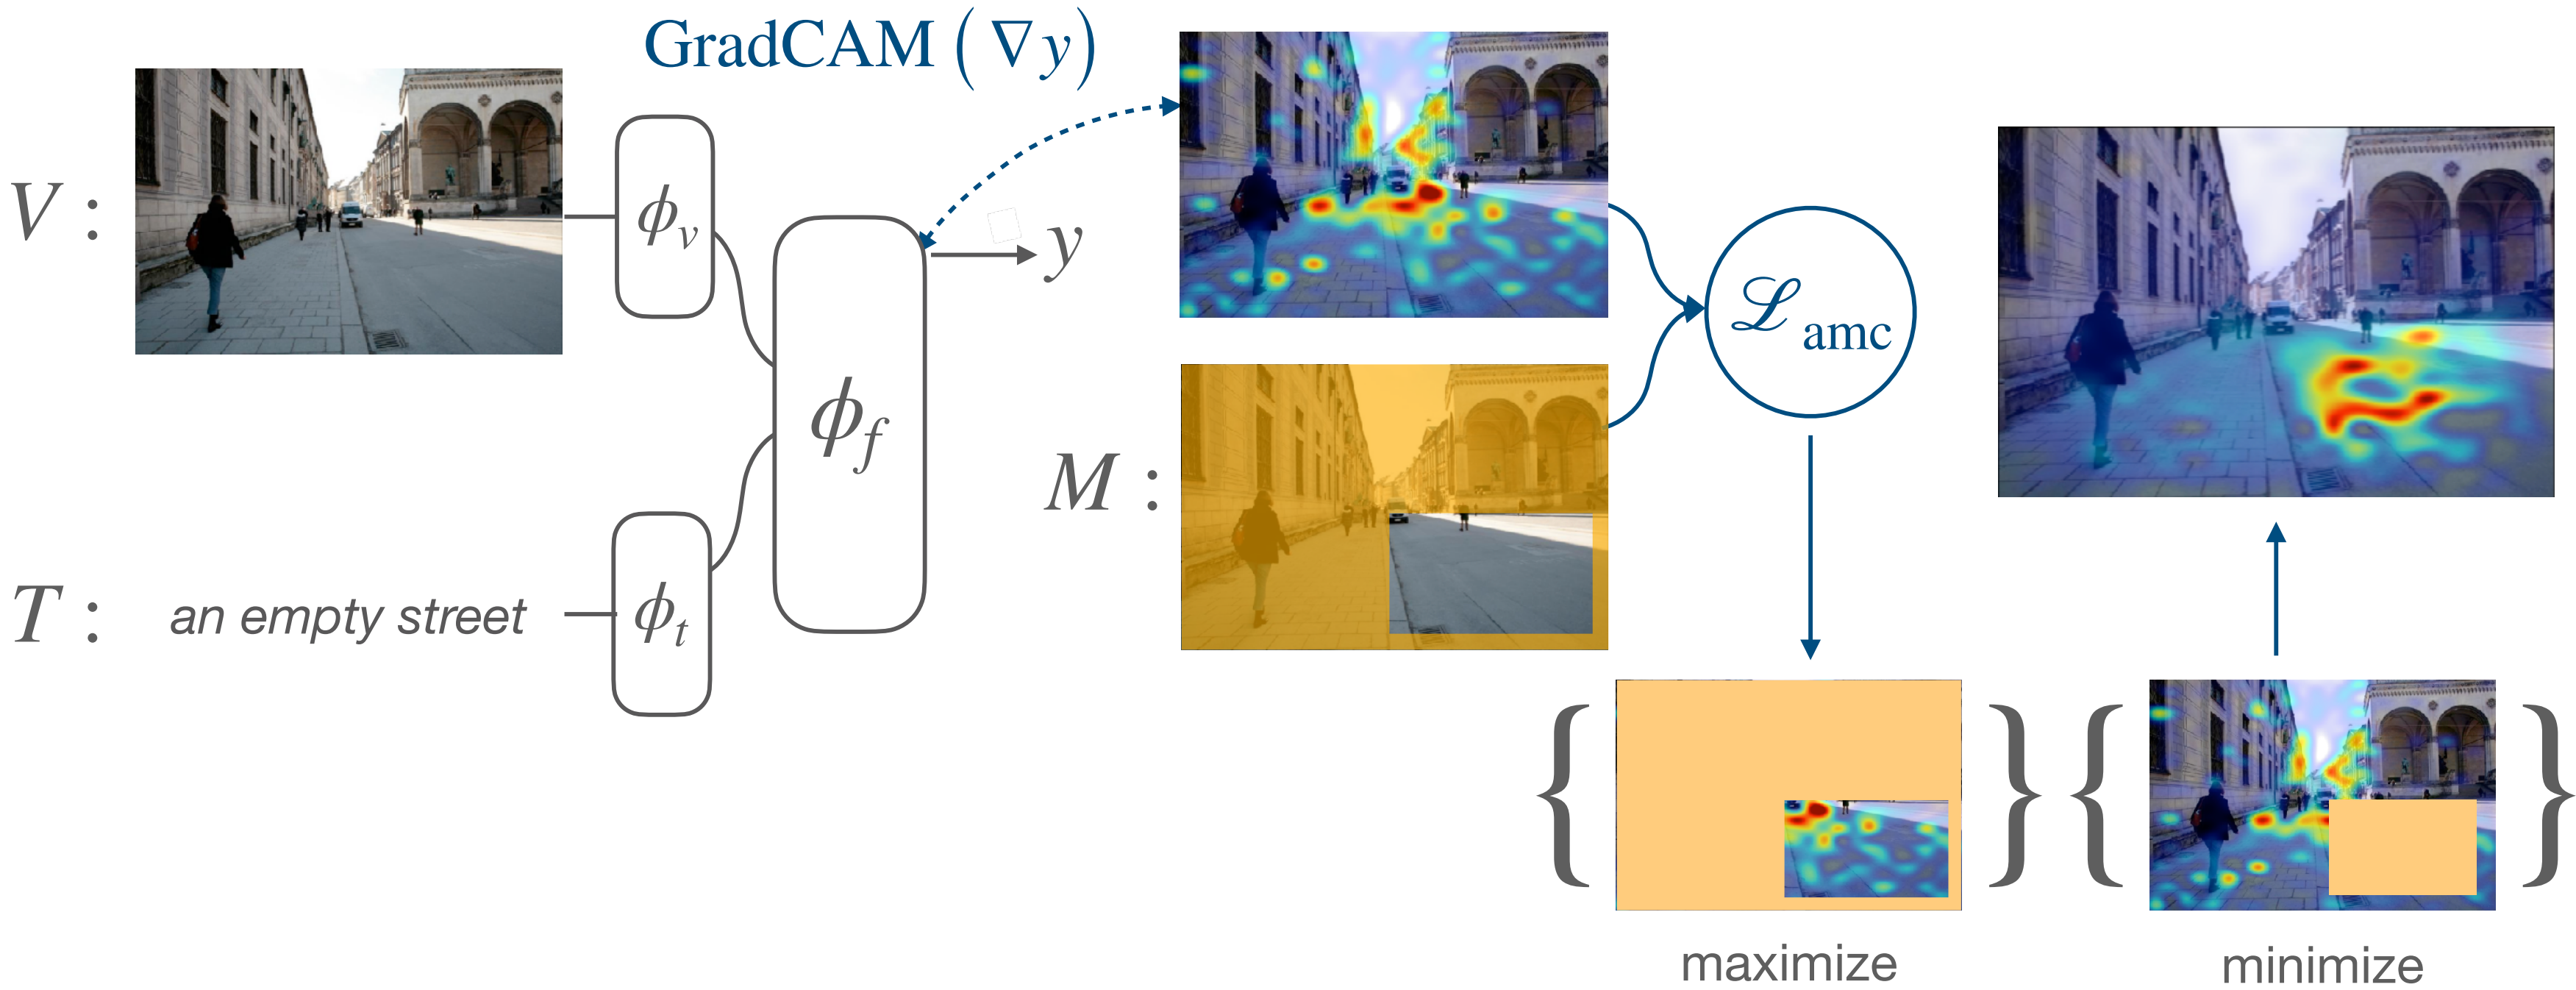 GradCAM (∇y)
V :
ϕv
y
ℒamc
ϕf
M :
T : an empty street
ϕt
{ } { }
maximize
minimize